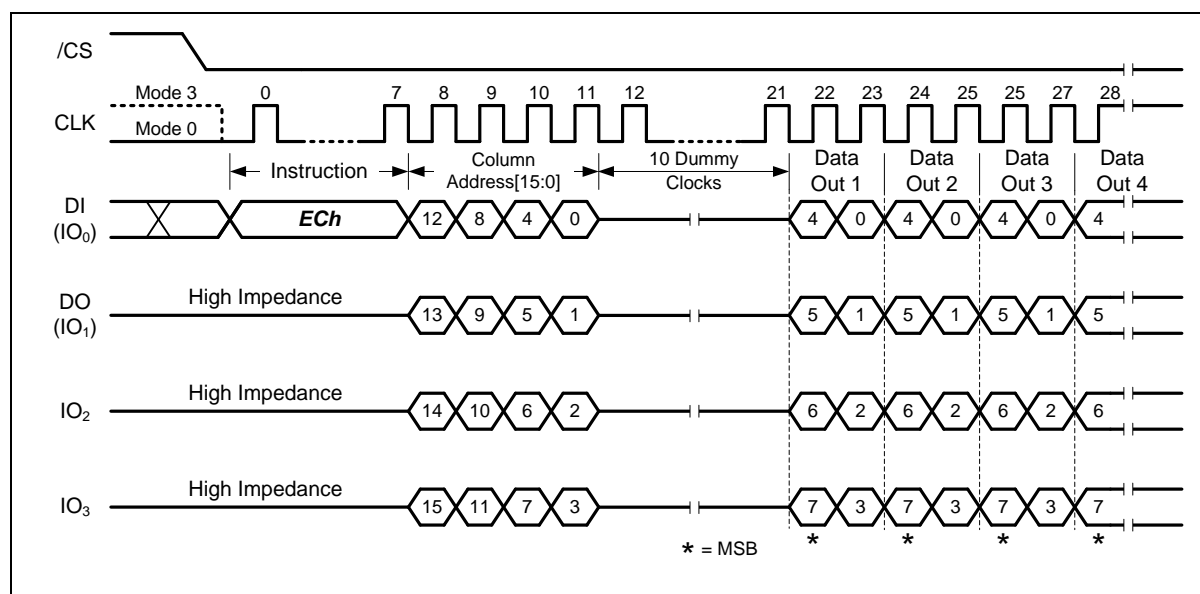 /CS
Mode 3 0 7 8 9 10 11 12 21 22 23 24 25 25 27 28
CLK
Mode 0
Instruction Column Address[15:0] 10 Dummy Clocks Data Out 1 Data Out 2 Data Out 3 Data Out 4
DI (IO0) ECh 12 8 4 0 4 0 4 0 4 0 4
DO (IO1) High Impedance 13 9 5 1 5 1 5 1 5 1 5
IO2 High Impedance 14 10 6 2 6 2 6 2 6 2 6
IO3 High Impedance 15 11 7 3 7 3 7 3 7 3 7
* = MSB * * * *